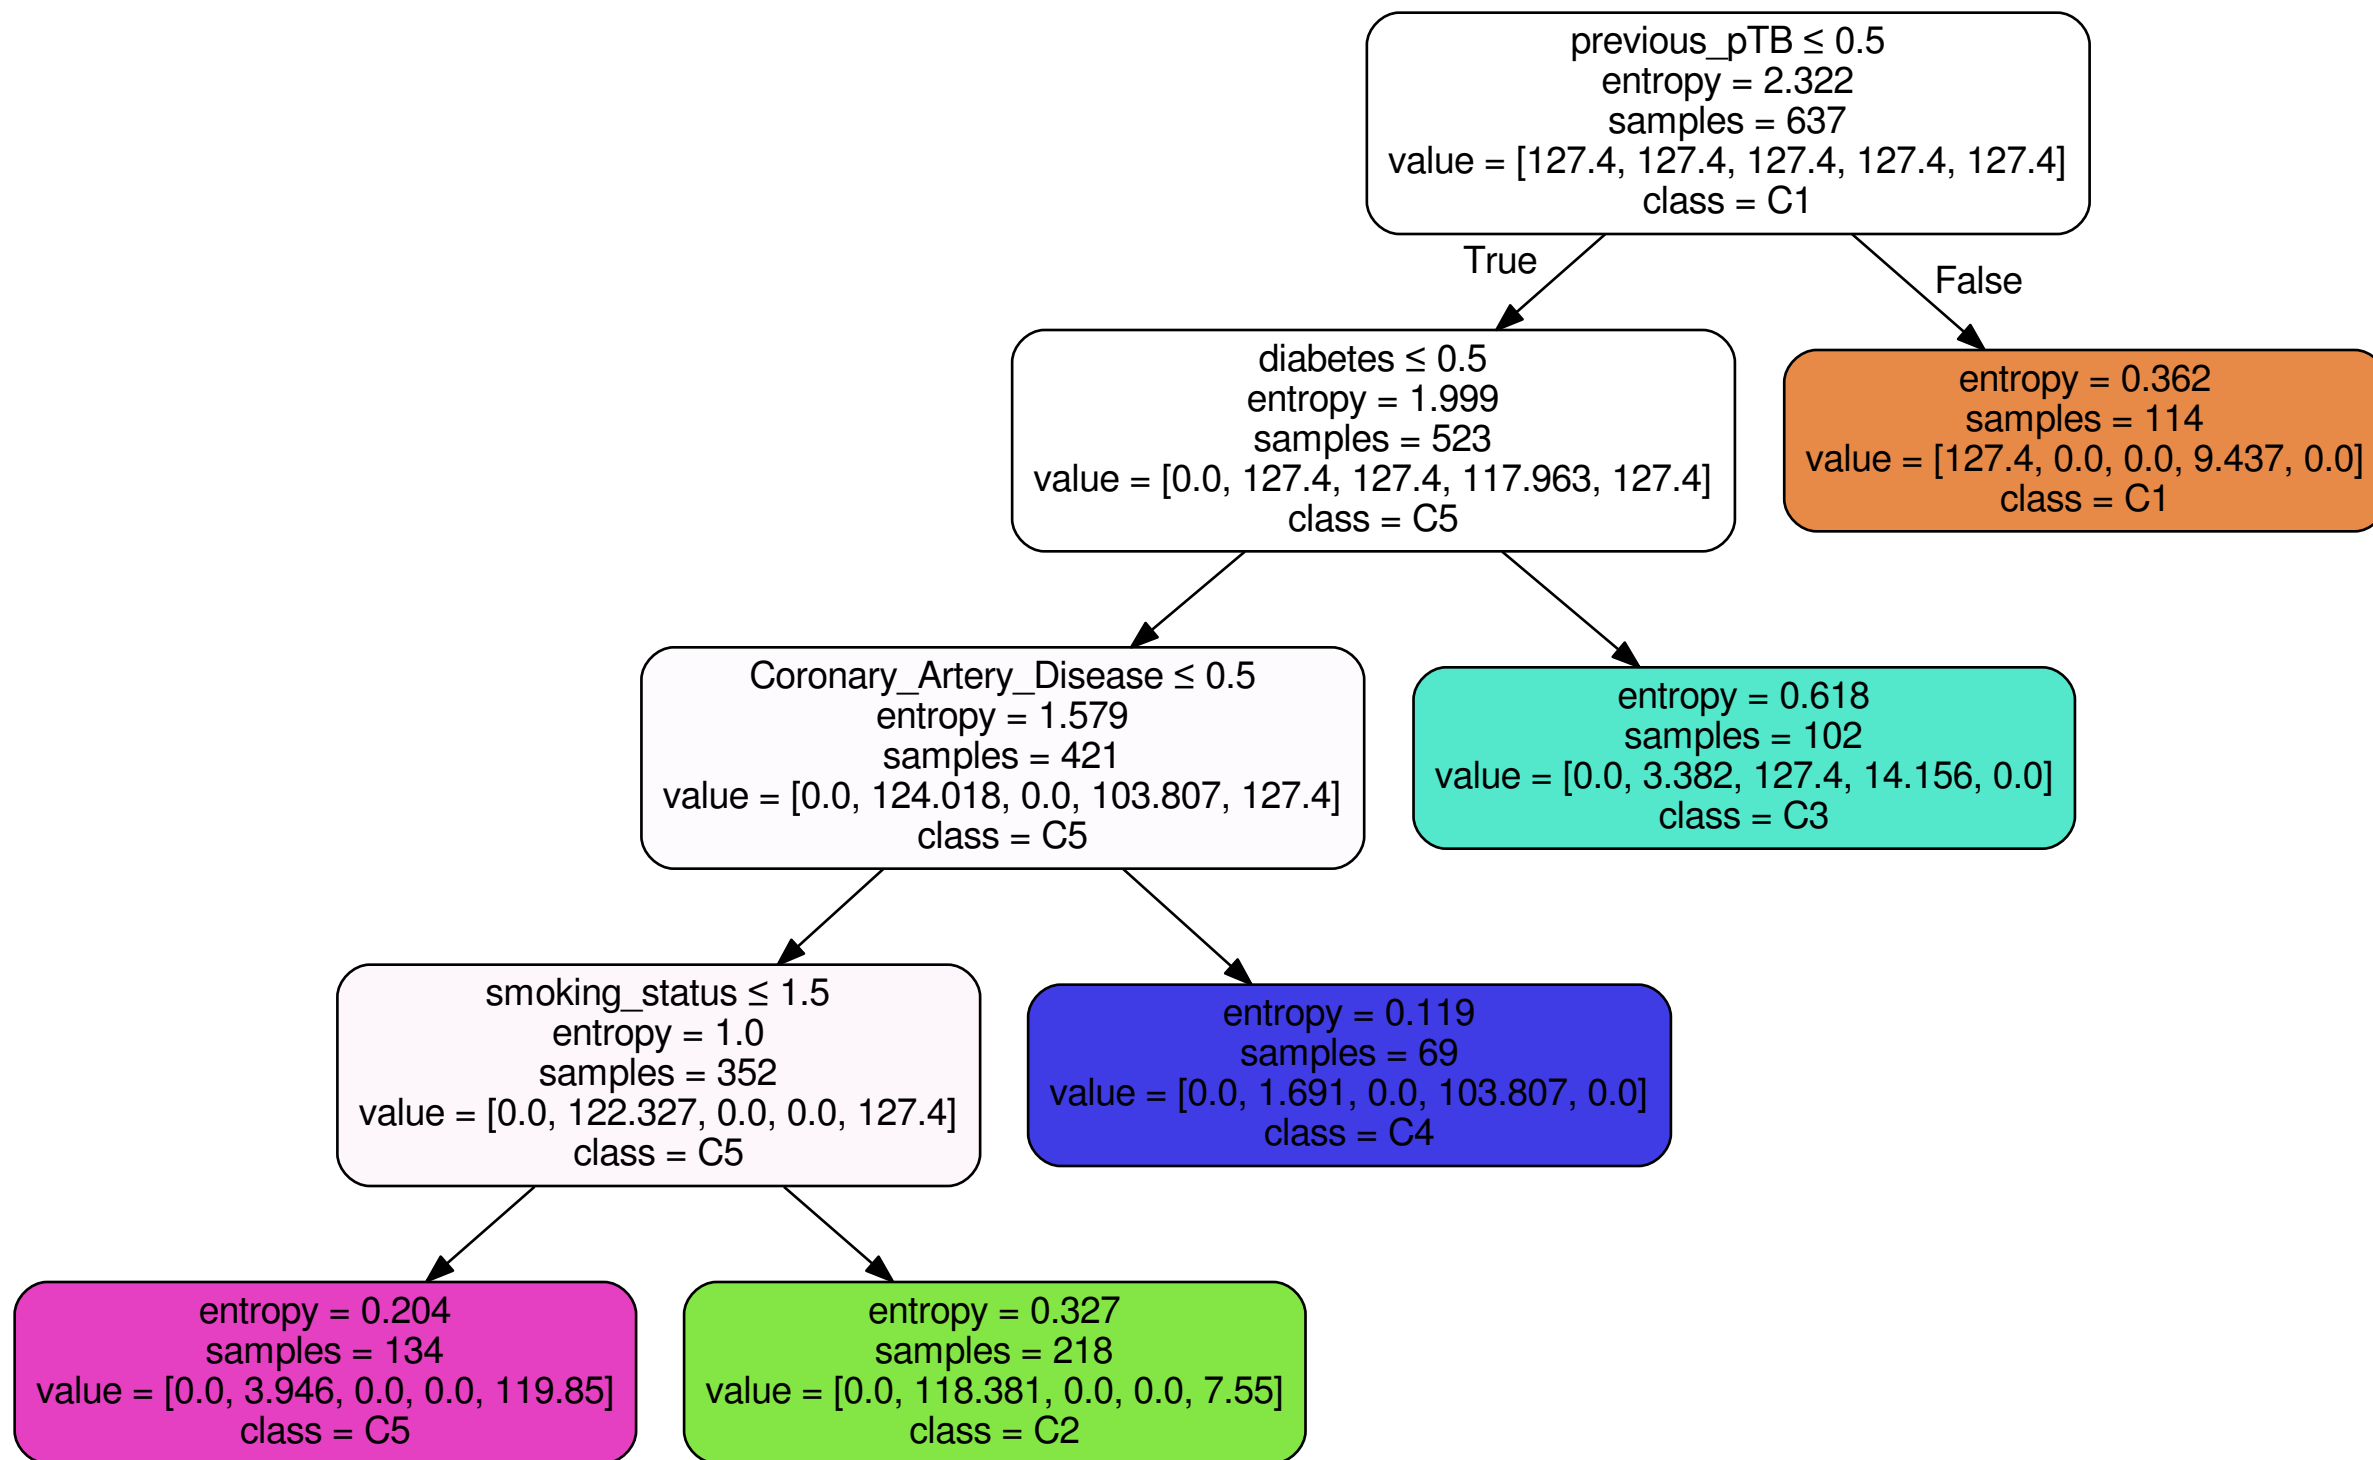 previous_pTB ≤ 0.5
entropy = 2.322
samples = 637
value = [127.4, 127.4, 127.4, 127.4, 127.4]
class = C1
True
False
diabetes ≤ 0.5
entropy = 1.999
samples = 523
value = [0.0, 127.4, 127.4, 117.963, 127.4]
class = C5
entropy = 0.362
samples = 114
value = [127.4, 0.0, 0.0, 9.437, 0.0]
class = C1
Coronary_Artery_Disease ≤ 0.5
entropy = 1.579
samples = 421
value = [0.0, 124.018, 0.0, 103.807, 127.4]
class = C5
entropy = 0.618
samples = 102
value = [0.0, 3.382, 127.4, 14.156, 0.0]
class = C3
smoking_status ≤ 1.5
entropy = 1.0
samples = 352
value = [0.0, 122.327, 0.0, 0.0, 127.4]
class = C5
entropy = 0.119
samples = 69
value = [0.0, 1.691, 0.0, 103.807, 0.0]
class = C4
entropy = 0.204
samples = 134
value = [0.0, 3.946, 0.0, 0.0, 119.85]
class = C5
entropy = 0.327
samples = 218
value = [0.0, 118.381, 0.0, 0.0, 7.55]
class = C2